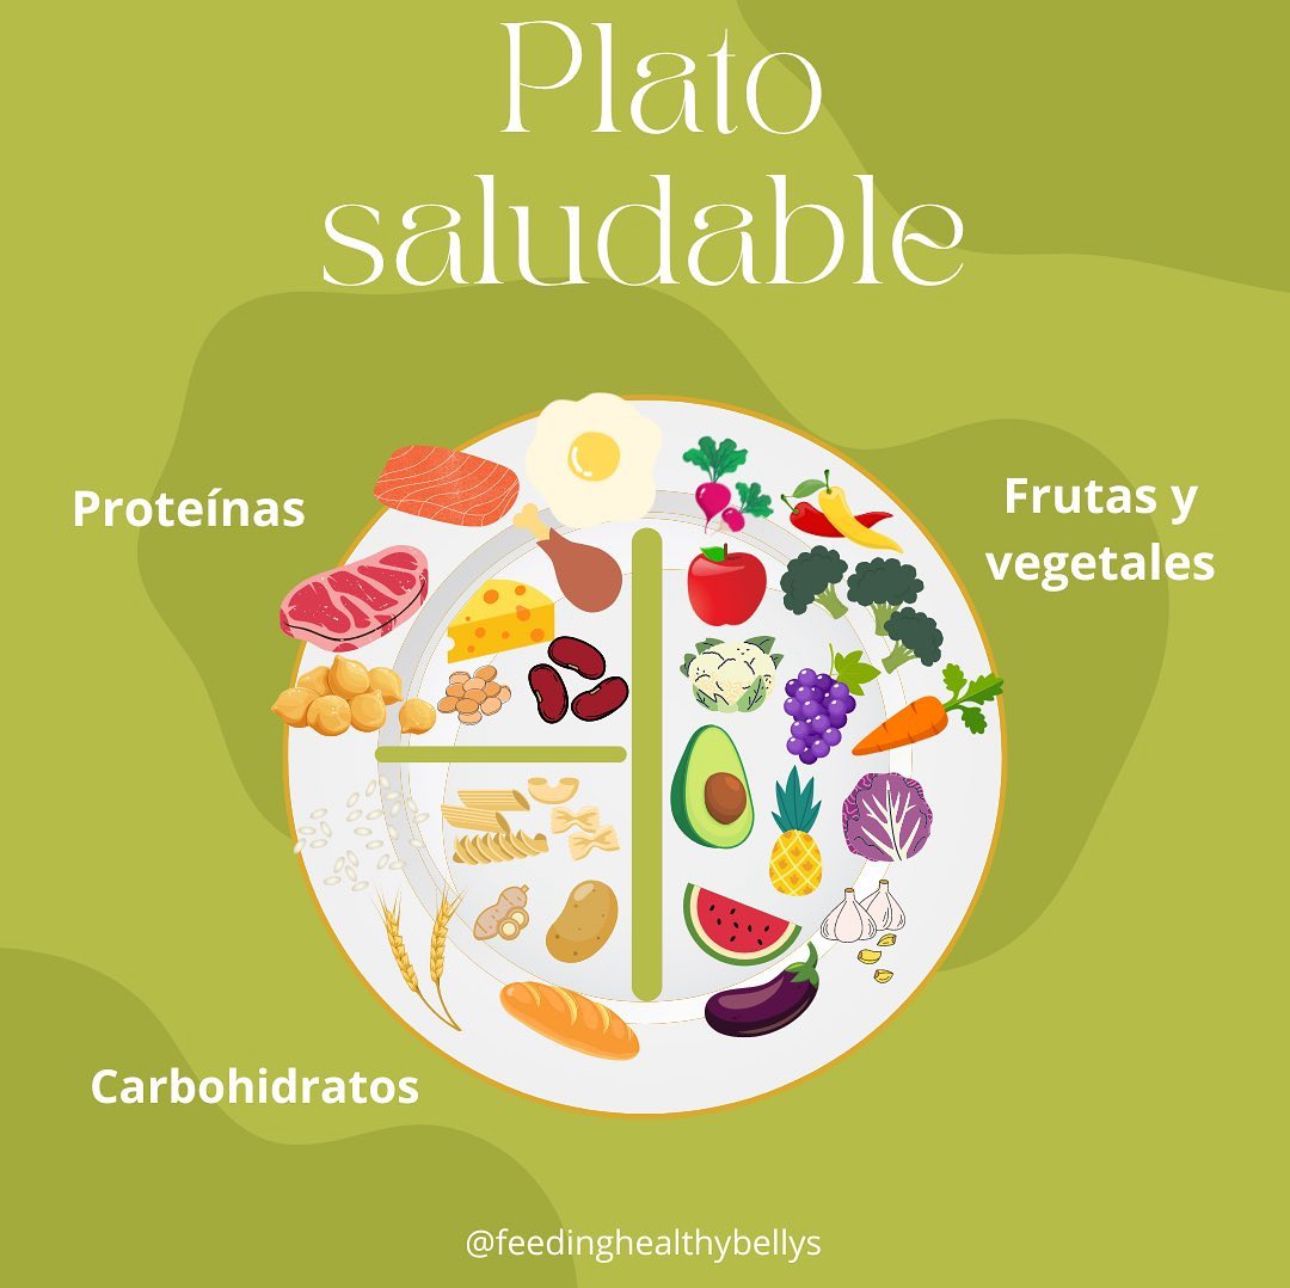 Plato
saludable
Proteínas
Frutas y
vegetales
Carbohidratos
@feedinghealthybellys